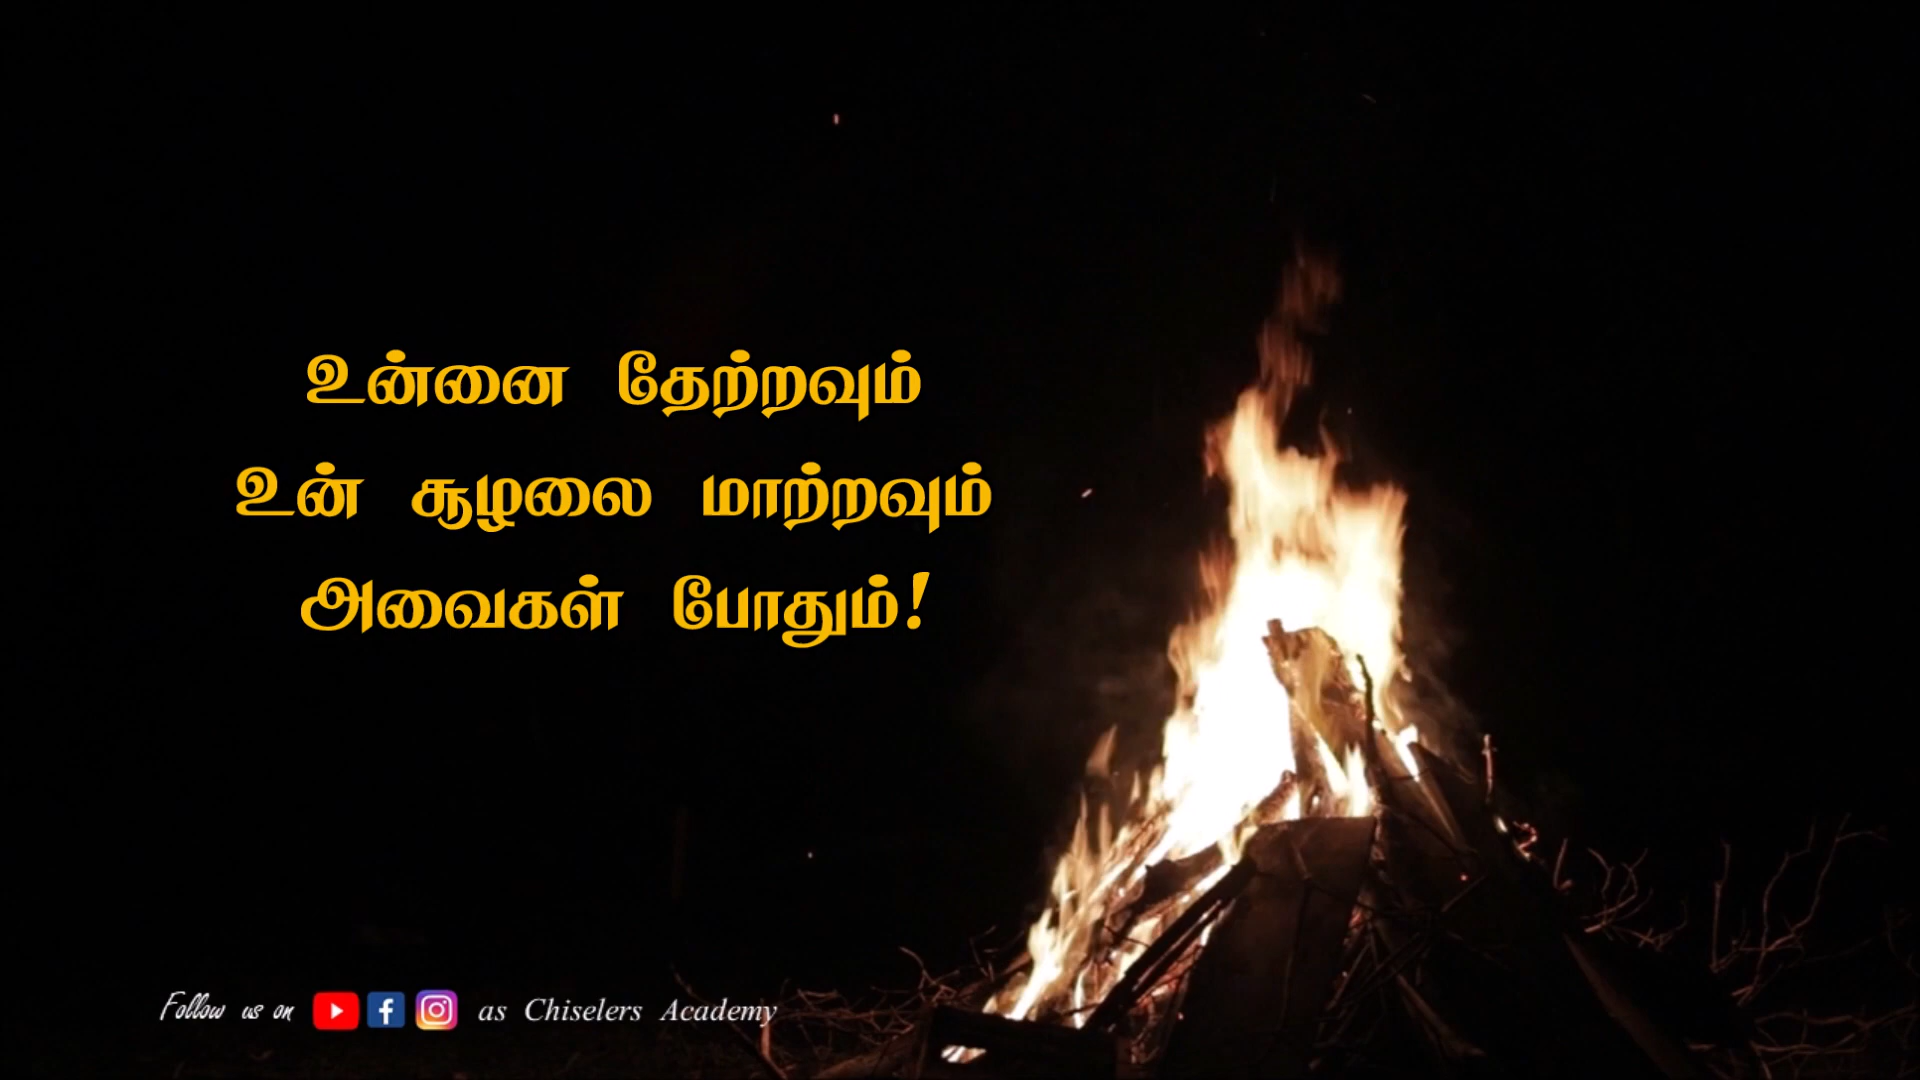 உன்னை தேற்றவும்
உன் சூழலை மாற்றவும்
அவைகள் போதும்!
Follow us on as Chiselers Academy